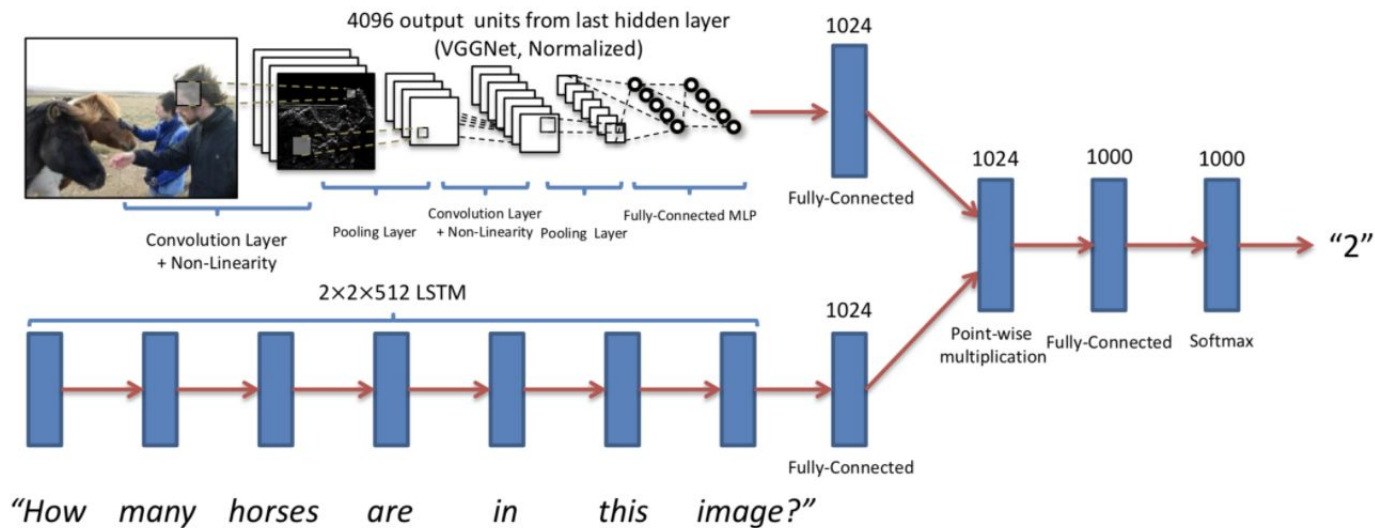 4096 output units from last hidden layer
(VGGNet, Normalized)
1024
Fully-Connected
Convolution Layer
+ Non-Linearity
Pooling Layer
Convolution Layer
+ Non-Linearity
Pooling Layer
Fully-Connected MLP
2×2×512 LSTM
1024
Fully-Connected
1024
Point-wise
multiplication
1000
Fully-Connected
1000
Softmax
“2”
“How many horses are in this image?”